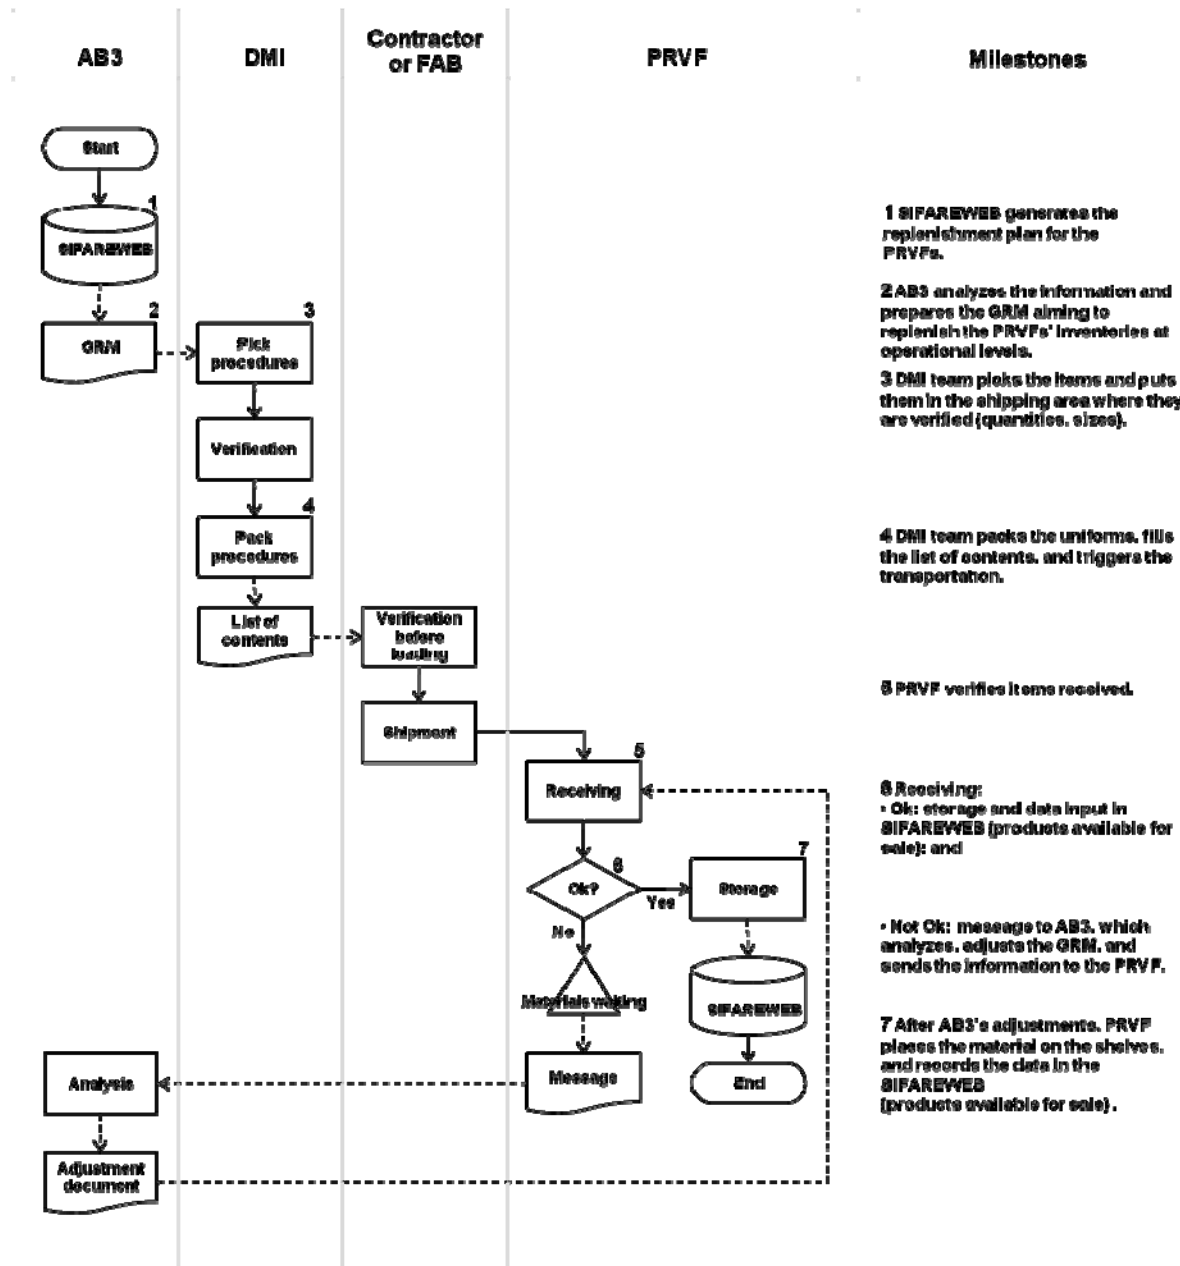 AB3
DMI
Contractor
or FAB
PRVF
Milestones
Start
1
SIFAREWEB
2
GRM
3
Pick
procedures
Verification
4
Pack
procedures
List of
contents
Verification
before
loading
Shipment
5
Receiving
6
Ok?
Yes
No
7
Storage
Materials waiting
SIFAREWEB
Message
End
Analysis
Adjustment
document
1 SIFAREWEB generates the
replenishment plan for the
PRVFs.
2 AB3 analyzes the information and
prepares the GRM aiming to
replenish the PRVFs' inventories at
operational levels.
3 DMI team picks the items and puts
them in the shipping area where they
are verified (quantities, sizes).
4 DMI team packs the uniforms, fills
the list of contents, and triggers the
transportation.
5 PRVF verifies items received.
6 Receiving:
• Ok: storage and data input in
SIFAREWEB (products available for
sale); and
• Not Ok: message to AB3, which
analyzes, adjusts the GRM, and
sends the information to the PRVF.
7 After AB3's adjustments, PRVF
places the material on the shelves,
and records the data in the
SIFAREWEB
(products available for sale).